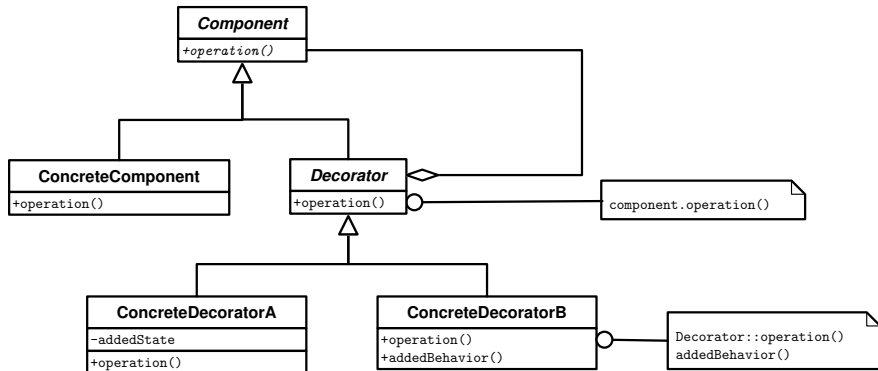 Component
+operation()
ConcreteComponent
+operation()
Decorator
+operation()
component.operation()
ConcreteDecoratorA
-addedState
+operation()
ConcreteDecoratorB
+operation()
+addedBehavior()
Decorator::operation()
addedBehavior()